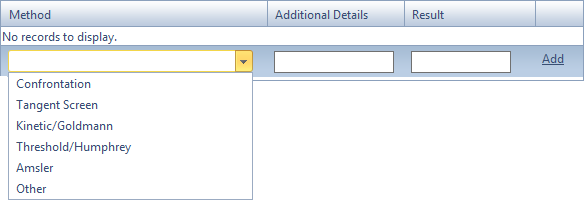 Method Additional Details Result
No records to display.
Add
Confrontation
Tangent Screen
Kinetic/Goldmann
Threshold/Humphrey
Amsler
Other